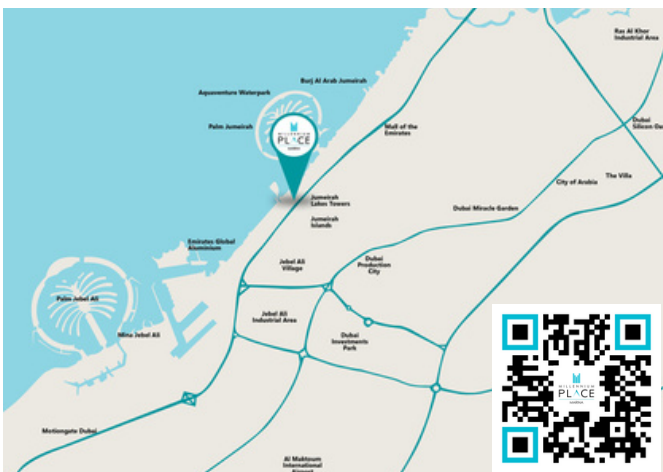 Ras Al Khor
Industrial Area
Burj Al Arab Jumeirah
Aquaventure Waterpark
Palm Jumeirah
MILLENNIUM
PLACE
Mall of the
Emirates
Dubai
Silicon Oa
The Villa
City of Arabia
Jumeirah
Lakes Towers
Dubai Miracle Garden
Jumeirah
Islands
Emirates Global
Aluminium
Jebel Ali
Village
Dubai
Production
City
Palm Jebel Ali
Jebel Ali
Industrial Area
Mina Jebel Ali
Dubai
Investments
Park
MILLENNIUM
PLACE
Motiongate Dubai
Al Maktoum
International
Airport